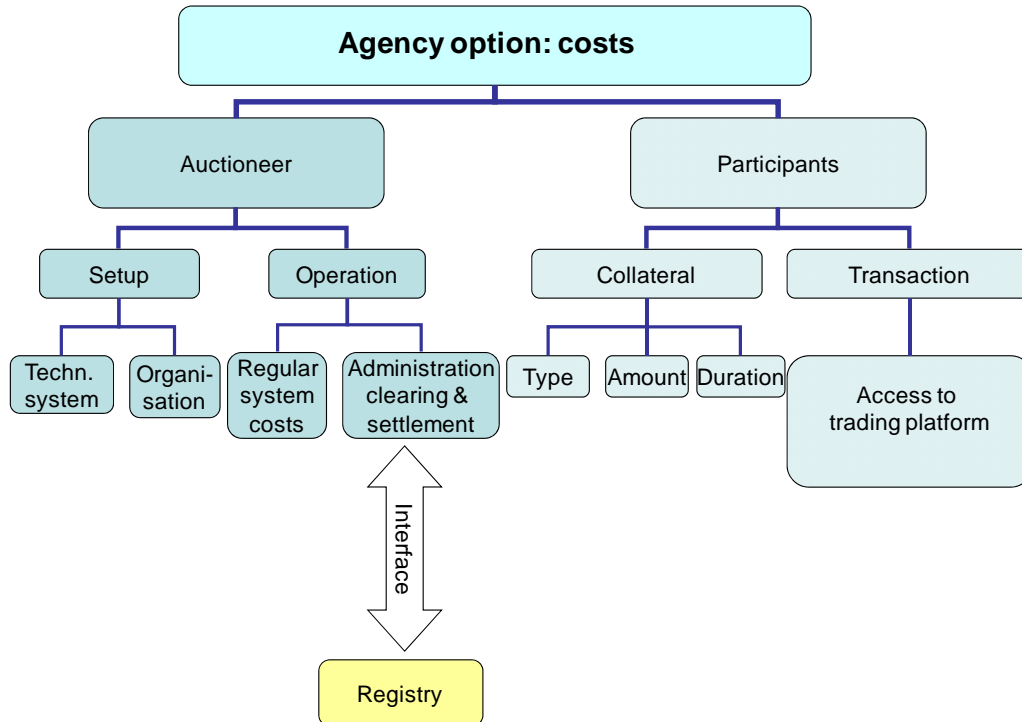 Agency option: costs
Auctioneer
Participants
Setup
Operation
Collateral
Transaction
Techn.
system
Organi-
sation
Regular
system
costs
Administration
clearing &
settlement
Type
Amount
Duration
Access to
trading platform
Interface
Registry